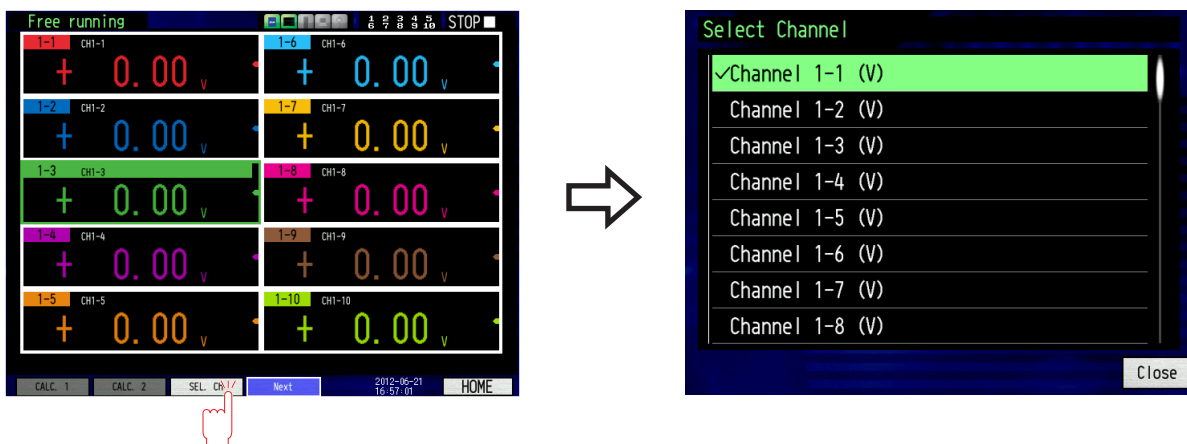 Free running 1 2 3 4 5 6 7 8 9 10 STOP
1-1 CH1-1
+ 0.00 V
1-2 CH1-2
+ 0.00 V
1-3 CH1-3
+ 0.00 V
1-4 CH1-4
+ 0.00 V
1-5 CH1-5
+ 0.00 V
1-6 CH1-6
+ 0.00 V
1-7 CH1-7
+ 0.00 V
1-8 CH1-8
+ 0.00 V
1-9 CH1-9
+ 0.00 V
1-10 CH1-10
+ 0.00 V
CALC. 1 CALC. 2 SEL. CH Next 2012-06-21 16:57:01 HOME
Select Channel
✓Channel 1-1 (V)
Channel 1-2 (V)
Channel 1-3 (V)
Channel 1-4 (V)
Channel 1-5 (V)
Channel 1-6 (V)
Channel 1-7 (V)
Channel 1-8 (V)
Close